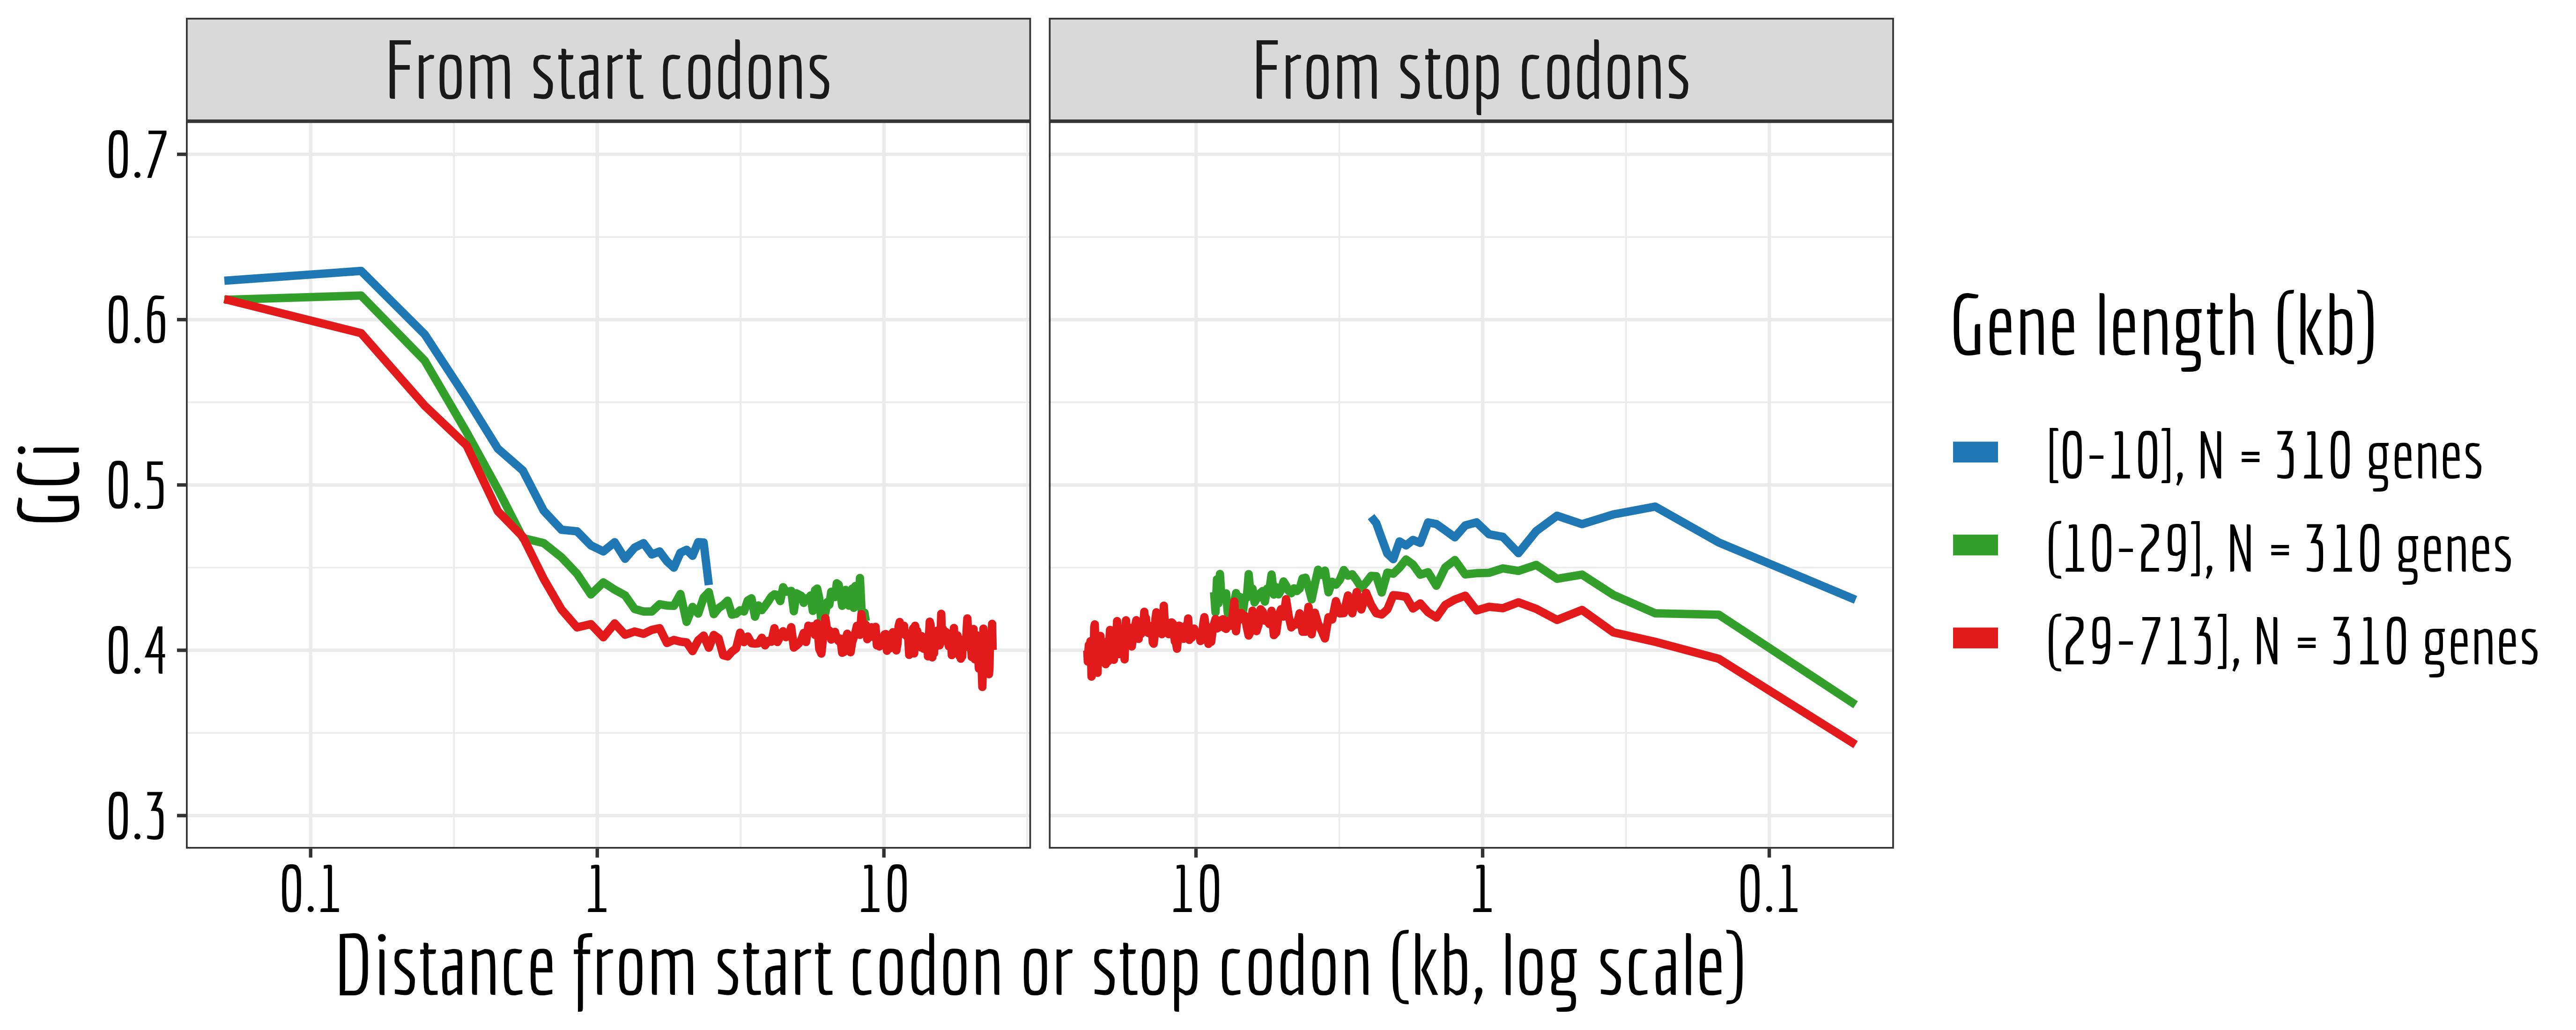 From start codons
From stop codons
0.7
0.6
0.5
0.4
0.3
GCi
0.1
1
10
10
1
0.1
Distance from start codon or stop codon (kb, log scale)
Gene length (kb)
[0-10], N = 310 genes
(10-29], N = 310 genes
(29-713], N = 310 genes